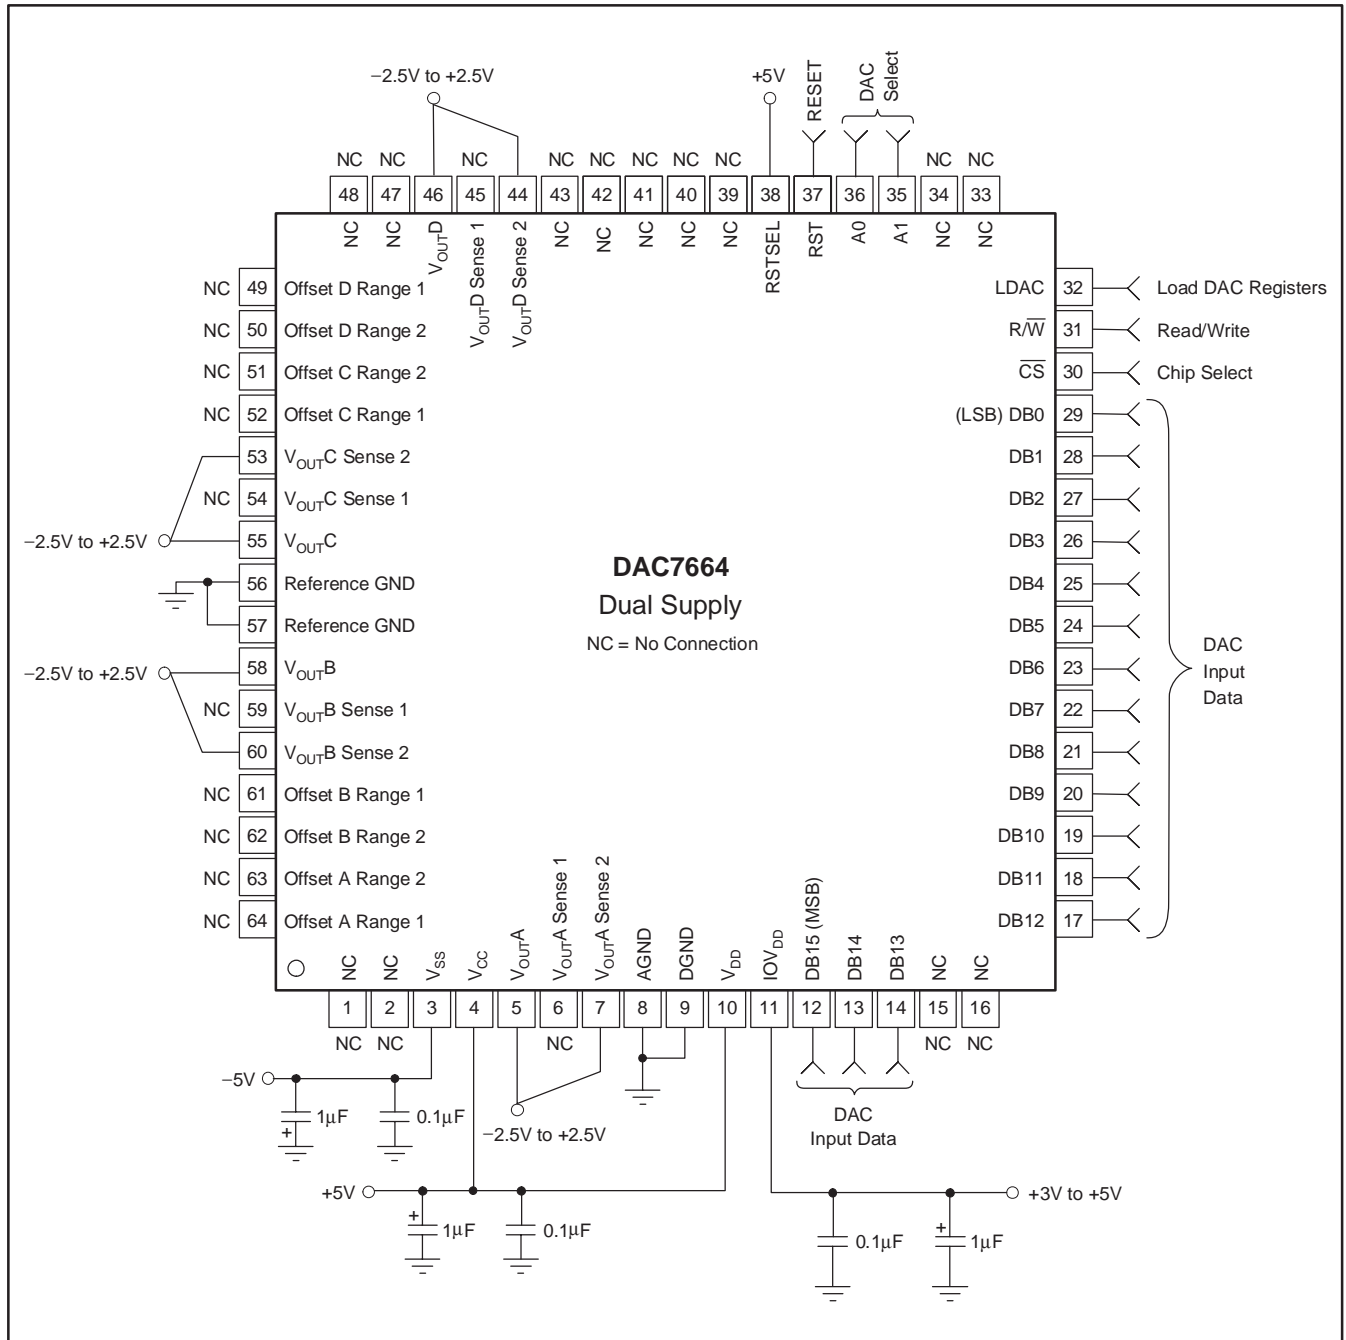 −2.5V to +2.5V
+5V
RESET
DAC
Select
NC NC NC NC NC NC NC NC NC NC
48 47 46 45 44 43 42 41 40 39 38 37 36 35 34 33
NC NC VOUTD VOUTD Sense 1 VOUTD Sense 2 NC NC NC NC NC RSTSEL RST A0 A1 NC NC
NC 49 Offset D Range 1
NC 50 Offset D Range 2
NC 51 Offset C Range 2
NC 52 Offset C Range 1
53 VOUTC Sense 2
NC 54 VOUTC Sense 1
−2.5V to +2.5V 55 VOUTC
56 Reference GND
57 Reference GND
−2.5V to +2.5V 58 VOUTB
NC 59 VOUTB Sense 1
60 VOUTB Sense 2
NC 61 Offset B Range 1
NC 62 Offset B Range 2
NC 63 Offset A Range 2
NC 64 Offset A Range 1
DAC7664
Dual Supply
NC = No Connection
LDAC 32 Load DAC Registers
R/W̅ 31 Read/Write
C̅S̅ 30 Chip Select
(LSB) DB0 29
DB1 28
DB2 27
DB3 26
DB4 25
DB5 24
DB6 23
DB7 22
DB8 21
DB9 20
DB10 19
DB11 18
DB12 17
DAC
Input
Data
NC NC VSS VCC VOUTA VOUTA Sense 1 VOUTA Sense 2 AGND DGND VDD IOVDD DB15 (MSB) DB14 DB13 NC NC
1 2 3 4 5 6 7 8 9 10 11 12 13 14 15 16
NC NC NC NC NC
−5V
1µF
+
0.1µF
−2.5V to +2.5V
DAC
Input Data
+5V
+
1µF
0.1µF
+3V to +5V
0.1µF
+
1µF